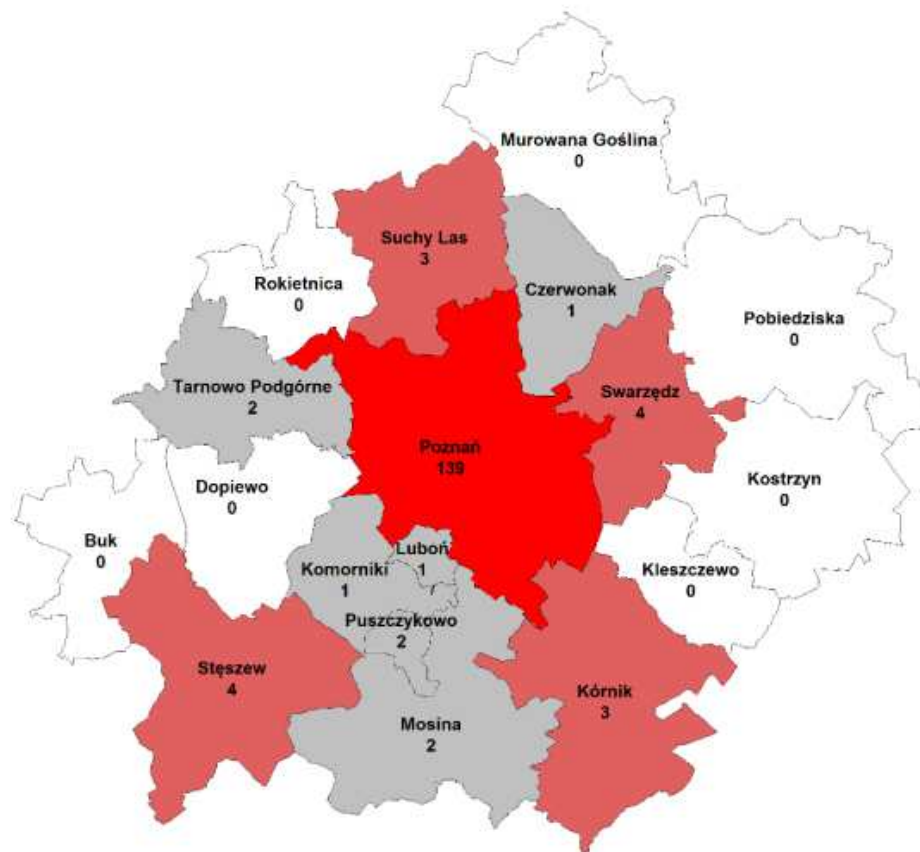 Murowana Goślina
0
Suchy Las
3
Rokietnica
0
Czerwonak
1
Pobiedziska
0
Tarnowo Podgórne
2
Swarzędz
4
Poznań
139
Dopiewo
0
Kostrzyn
0
Buk
0
Luboń
1
Komorniki
1
Kleszczewo
0
Puszczykowo
2
Stęszew
4
Kórnik
3
Mosina
2